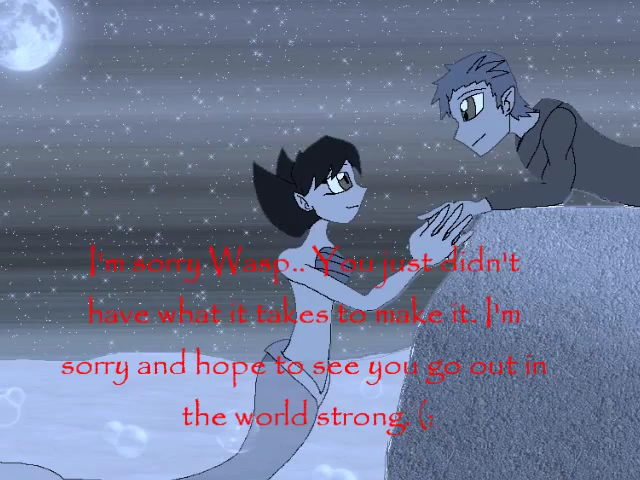 I'm sorry Wasp.. You just didn't
have what it takes to make it. I'm
sorry and hope to see you go out in
the world strong. (: